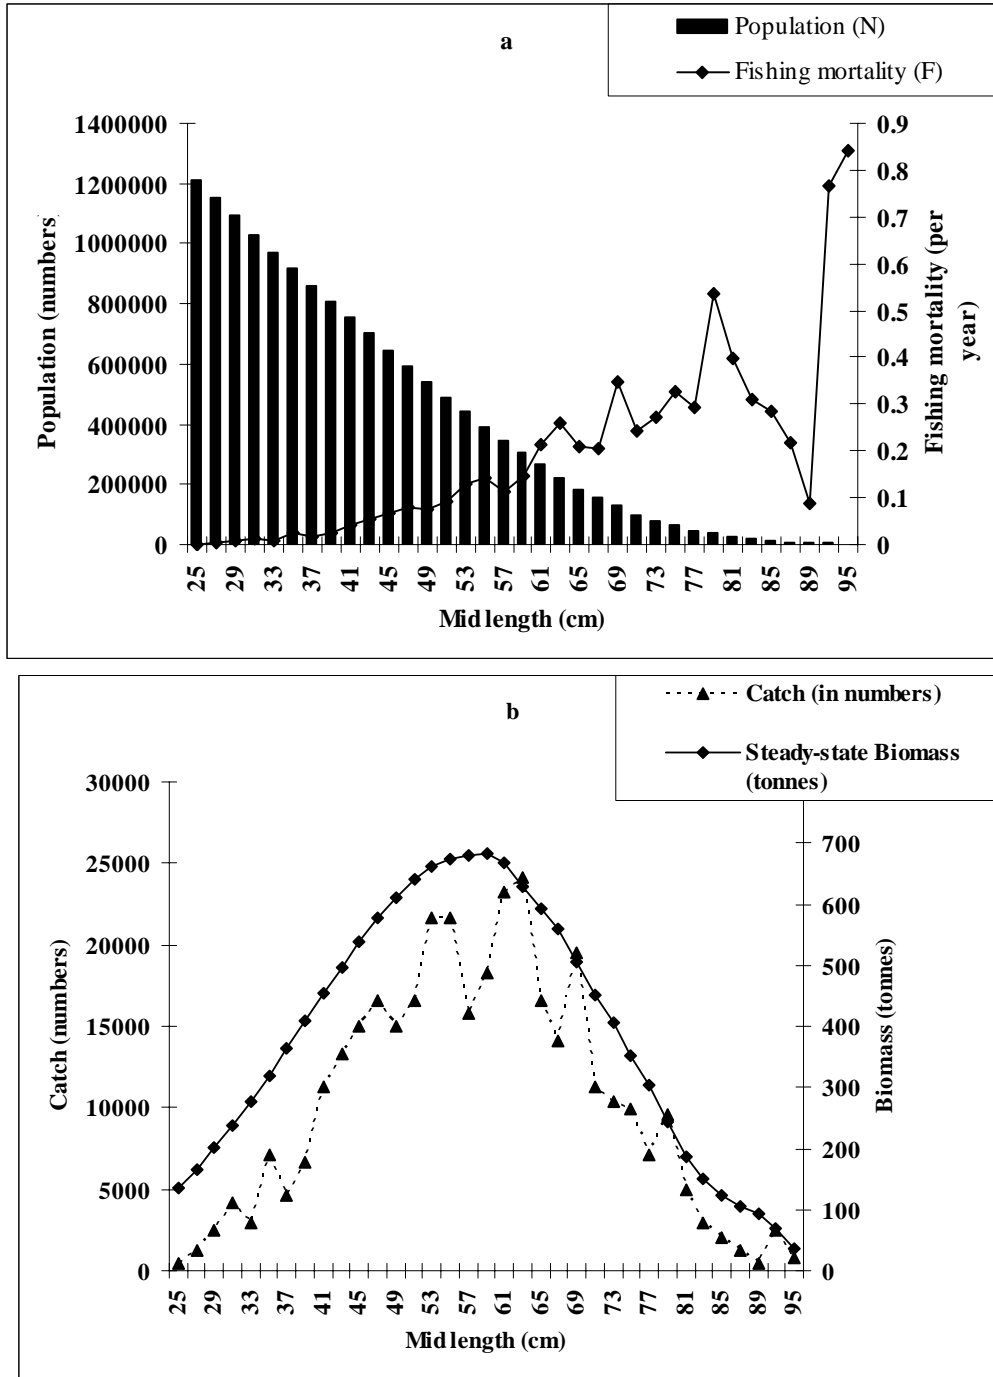 a
Population (N)
Fishing mortality (F)
1400000
1200000
1000000
800000
600000
400000
200000
0
Population (numbers)
0.9
0.8
0.7
0.6
0.5
0.4
0.3
0.2
0.1
0
Fishing mortality (per
year)
25 29 33 37 41 45 49 53 57 61 65 69 73 77 81 85 89 95
Mid length (cm)
b
Catch (in numbers)
Steady-state Biomass
(tonnes)
30000
25000
20000
15000
10000
5000
0
Catch (numbers)
700
600
500
400
300
200
100
0
Biomass (tonnes)
25 29 33 37 41 45 49 53 57 61 65 69 73 77 81 85 89 95
Mid length (cm)